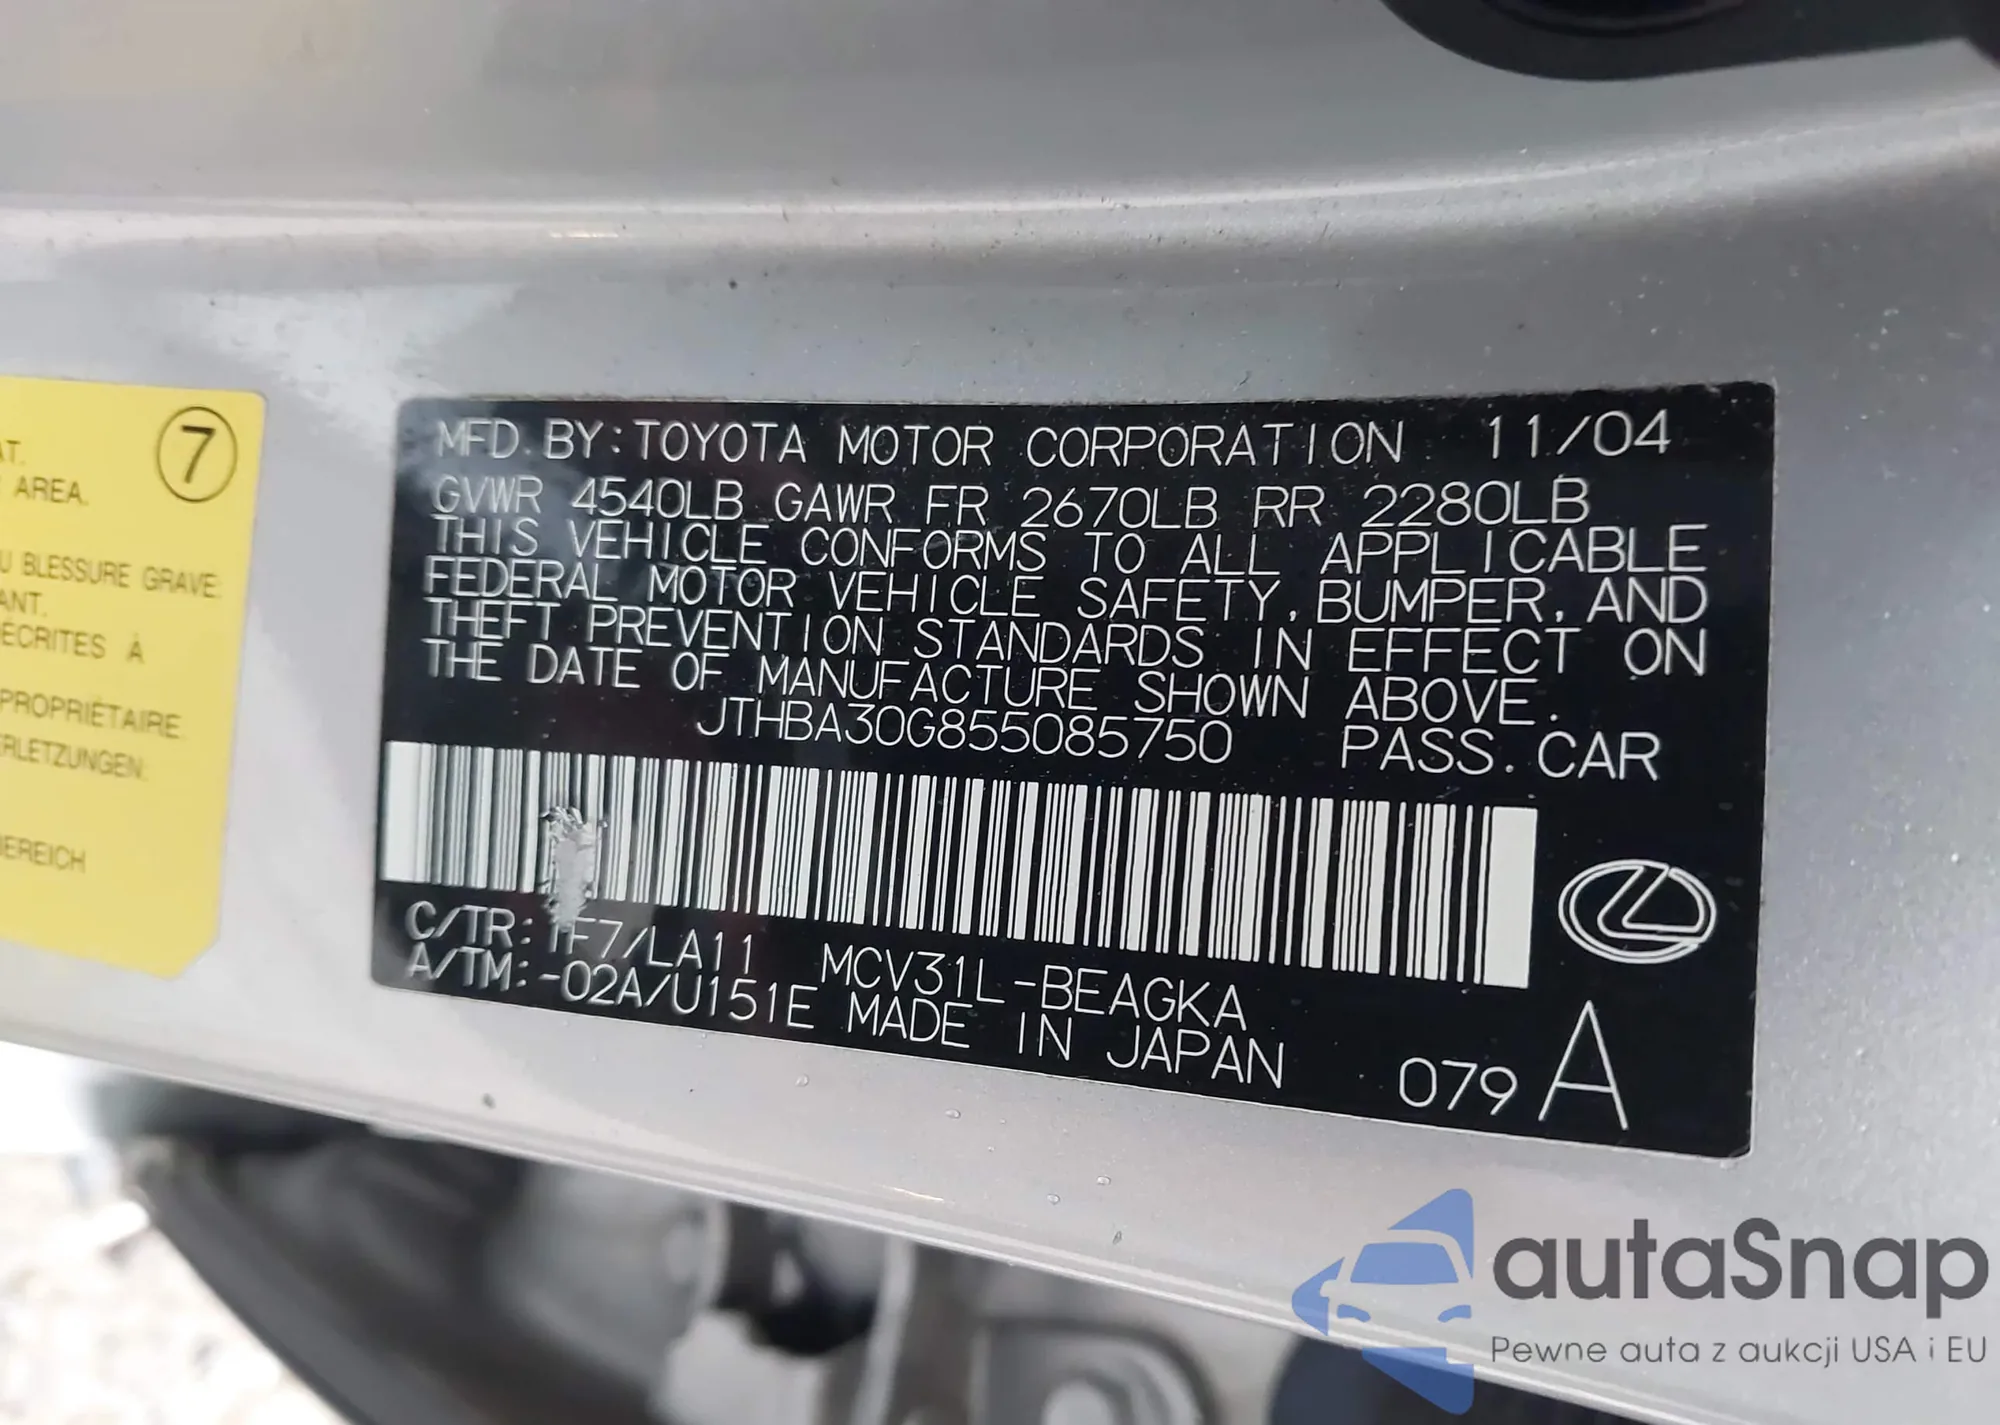 7
AT.
AREA.
U BLESSURE GRAVE
ANT.
ÉCRITES À
PROPRIÉTAIRE.
RLETZUNGEN
EREICH
MFD. BY: TOYOTA MOTOR CORPORATION 11/04
GVWR 4540LB GAWR FR 2670LB RR 2280LB
THIS VEHICLE CONFORMS TO ALL APPLICABLE
FEDERAL MOTOR VEHICLE SAFETY, BUMPER, AND
THEFT PREVENTION STANDARDS IN EFFECT ON
THE DATE OF MANUFACTURE SHOWN ABOVE.
JTHBA30G855085750 PASS. CAR
C/TR: 1F7/LA11 MCV31L-BEAGKA
A/TM: -02A/U151E MADE IN JAPAN
079 A
autaSnap
Pewne auta z aukcji USA i EU